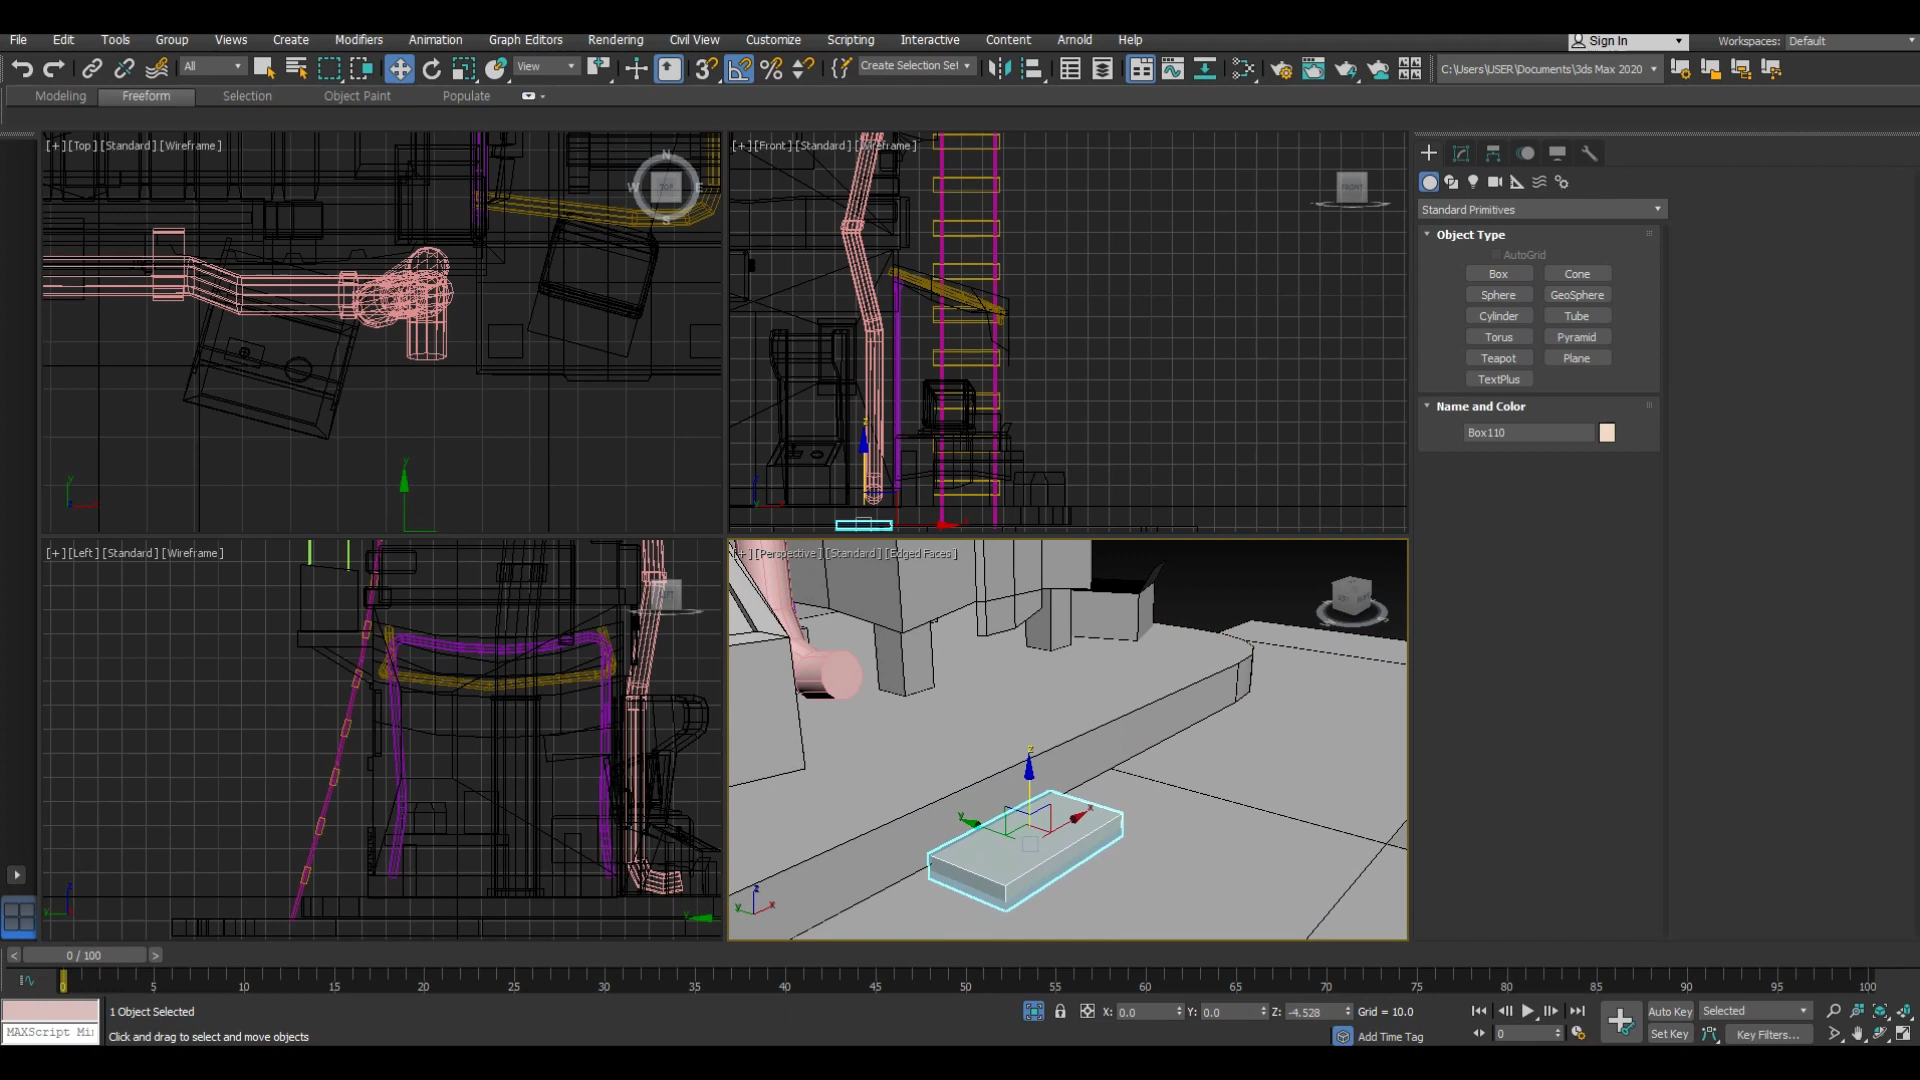 File Edit Tools Group Views Create Modifiers Animation Graph Editors Rendering Civil View Customize Scripting Interactive Content Arnold Help Sign In Workspaces: Default
All View Create Selection Set C:\Users\USER\Documents\3ds Max 2020
Modeling Freeform Selection Object Paint Populate
[+] [Top] [Standard] [Wireframe]
[+] [Front] [Standard] [Wireframe]
N
W TOP E
S
FRONT
y
y
[+] [Left] [Standard] [Wireframe]
[+] [Perspective] [Standard] [Edged Faces]
LEFT
z
y x
z
y x
z
y
y
Standard Primitives
Object Type
AutoGrid
Box Cone
Sphere GeoSphere
Cylinder Tube
Torus Pyramid
Teapot Plane
TextPlus
Name and Color
Box110
< 0 / 100 >
0 5 10 15 20 25 30 35 40 45 50 55 60 65 70 75 80 85 90 95 100
1 Object Selected X: 0.0 Y: 0.0 Z: -4.528 Grid = 10.0 Auto Key Selected
MAXScript Mi Click and drag to select and move objects Add Time Tag 0 Set Key Key Filters...